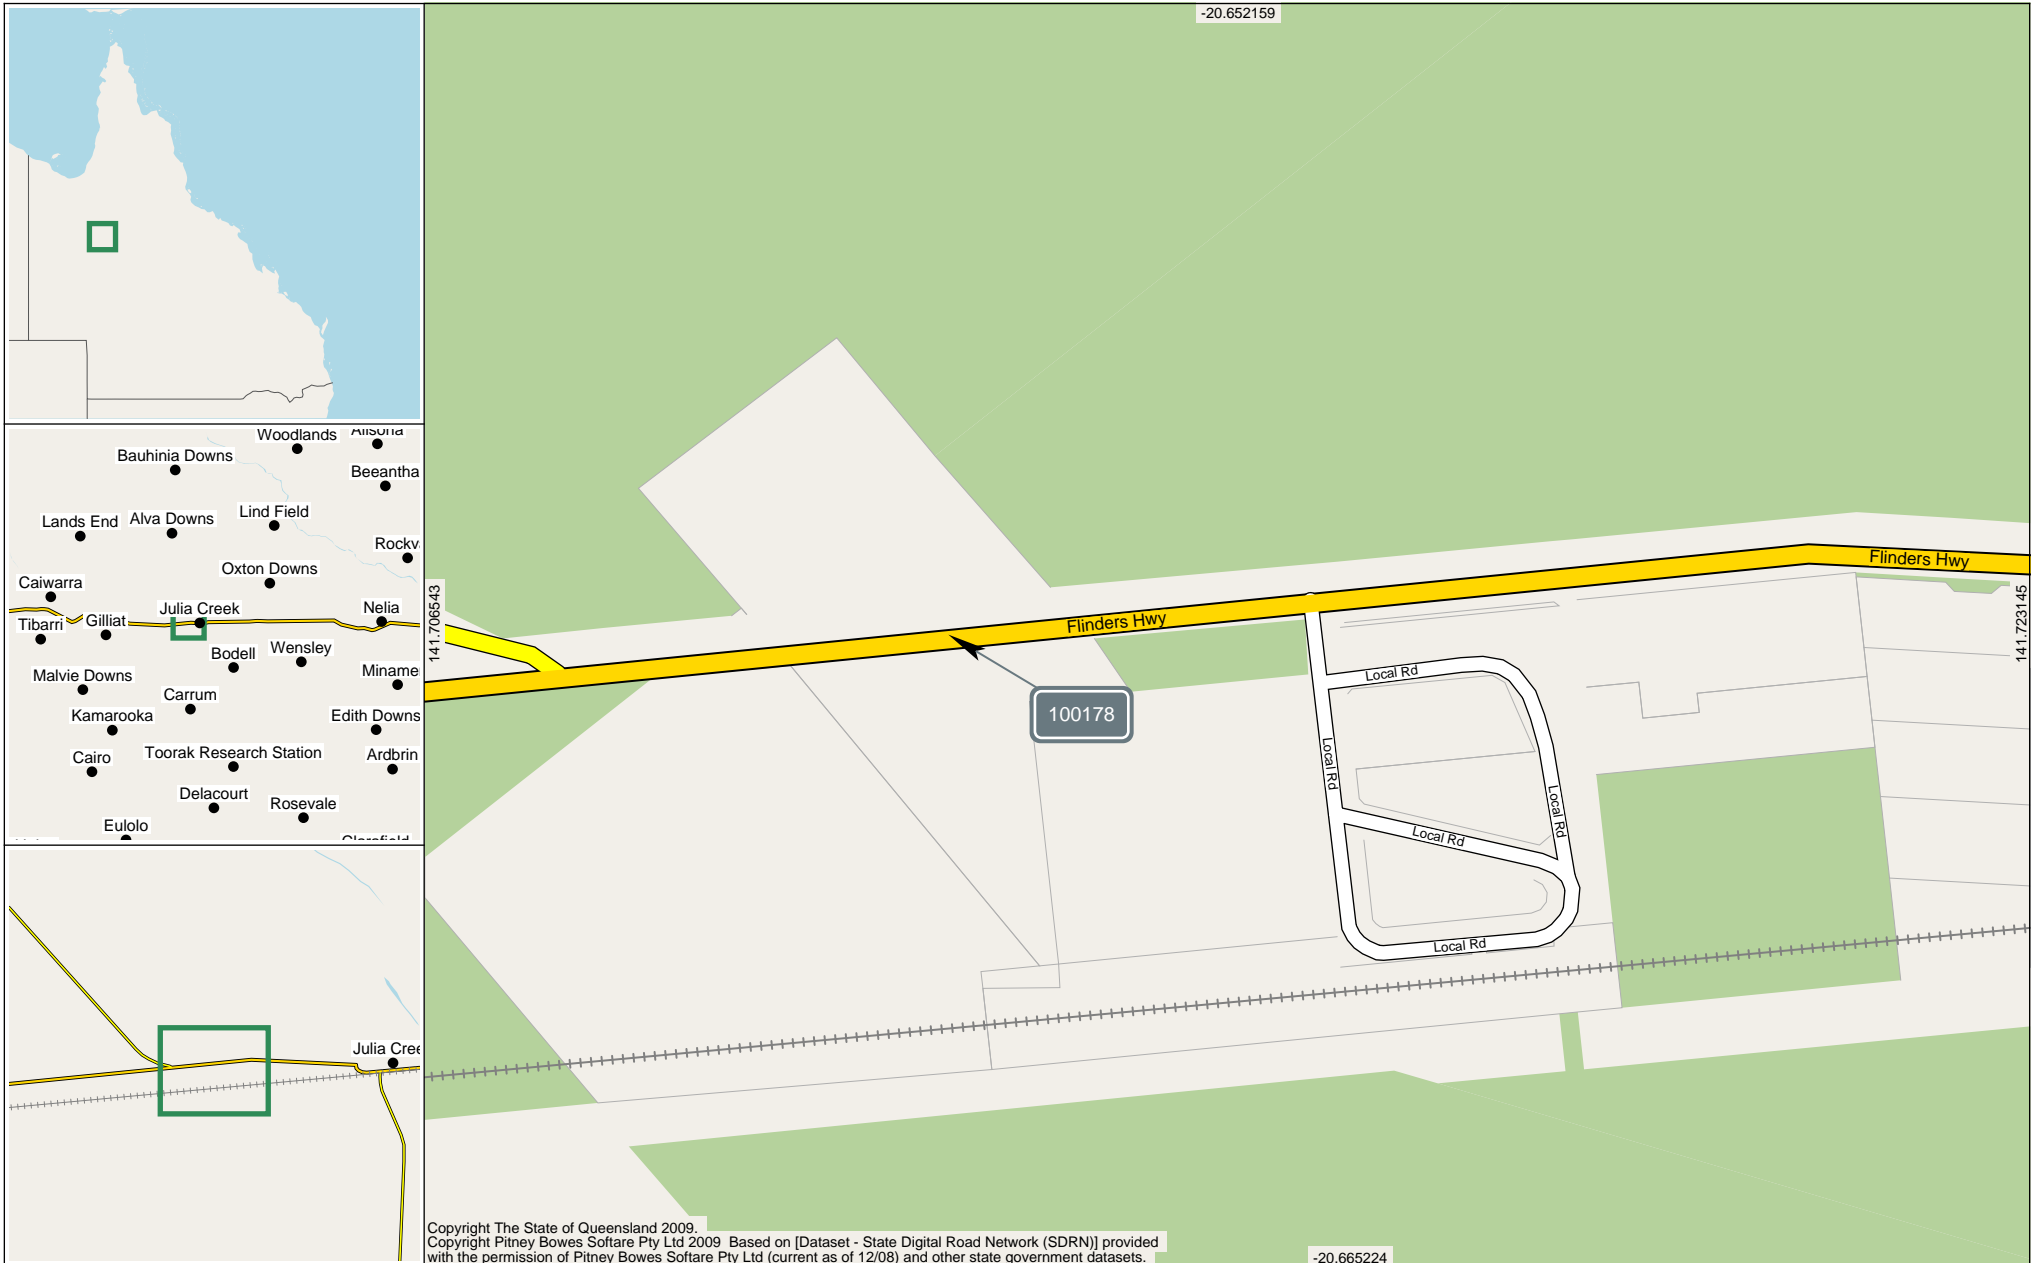 -20.652159
Woodlands
Alisona
Bauhinia Downs
Beeantha
Lands End
Alva Downs
Lind Field
Rockv
Oxton Downs
Caiwarra
Julia Creek
Nelia
Tibarri
Gilliat
Bodell
Wensley
Malvie Downs
Miname
Carrum
Kamarooka
Edith Downs
Cairo
Toorak Research Station
Ardbrin
Delacourt
Rosevale
Eulolo
141.706543
Flinders Hwy
Flinders Hwy
141.723145
100178
Local Rd
Local Rd
Local Rd
Local Rd
Local Rd
Julia Cree
Copyright The State of Queensland 2009.
Copyright Pitney Bowes Softare Pty Ltd 2009 Based on [Dataset - State Digital Road Network (SDRN)] provided
with the permission of Pitney Bowes Softare Pty Ltd (current as of 12/08) and other state government datasets.
-20.665224